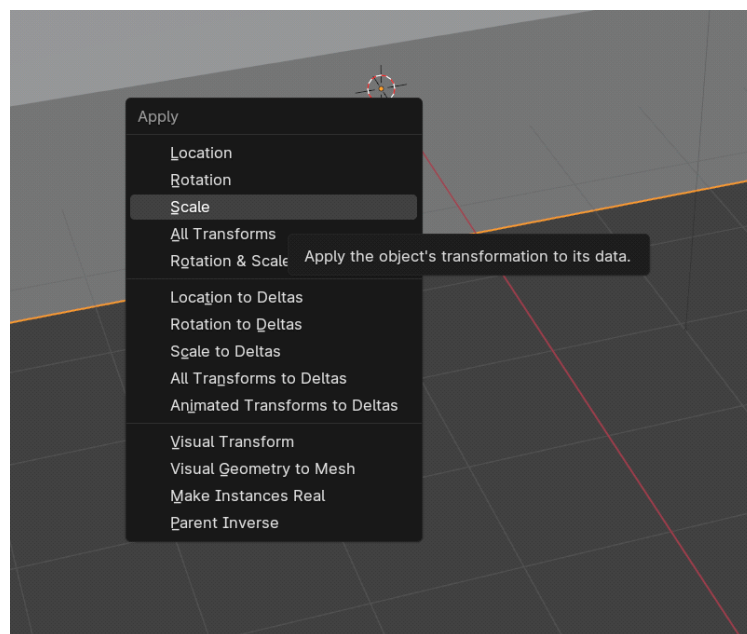 Apply
Location
Rotation
Scale
All Transforms
Apply the object's transformation to its data.
Rotation & Scale
Location to Deltas
Rotation to Deltas
Scale to Deltas
All Transforms to Deltas
Animated Transforms to Deltas
Visual Transform
Visual Geometry to Mesh
Make Instances Real
Parent Inverse